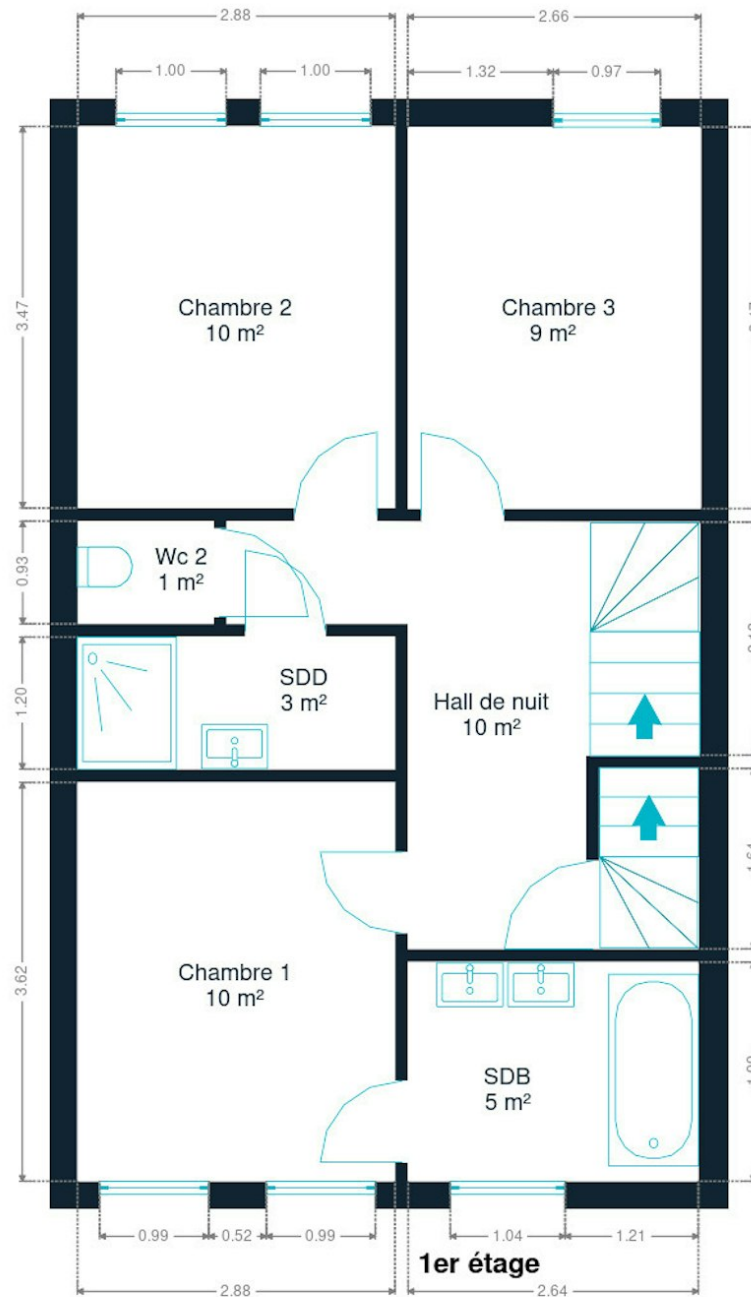 2.88
2.66
1.00
1.00
1.32
0.97
3.47
Chambre 2
10 m²
Chambre 3
9 m²
0.93
Wc 2
1 m²
1.20
SDD
3 m²
Hall de nuit
10 m²
3.62
Chambre 1
10 m²
SDB
5 m²
0.99
0.52
0.99
1.04
1.21
1er étage
2.88
2.64